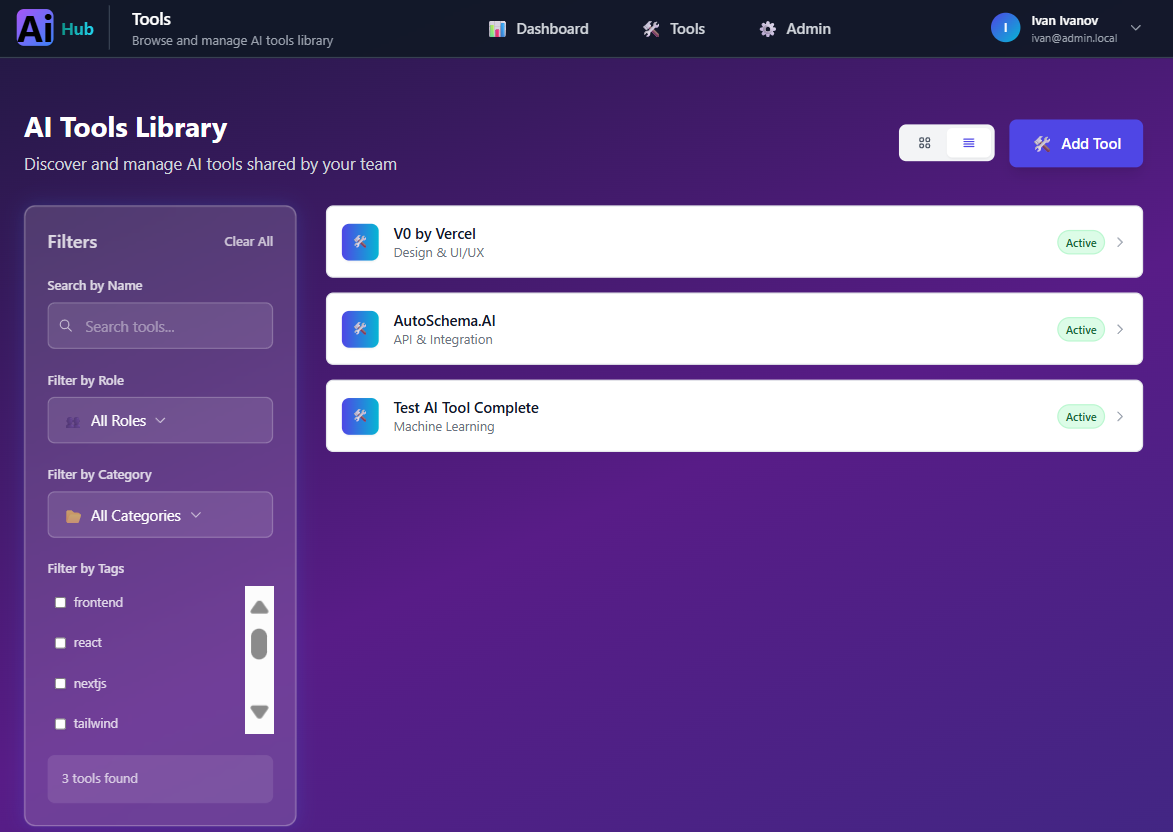 Ai Hub
Tools
Browse and manage AI tools library
Dashboard
Tools
Admin
I
Ivan Ivanov
ivan@admin.local
AI Tools Library
Discover and manage AI tools shared by your team
Add Tool
Filters
Clear All
Search by Name
Search tools...
Filter by Role
All Roles
Filter by Category
All Categories
Filter by Tags
frontend
react
nextjs
tailwind
3 tools found
V0 by Vercel
Design & UI/UX
Active
AutoSchema.AI
API & Integration
Active
Test AI Tool Complete
Machine Learning
Active